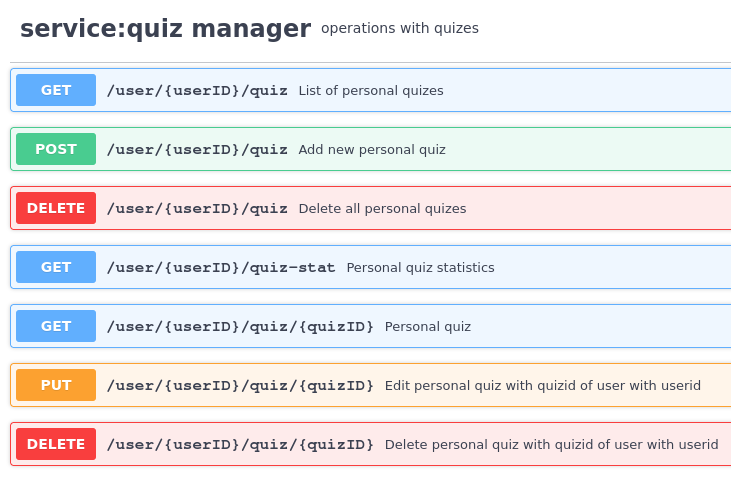 service:quiz manager operations with quizes
GET /user/{userID}/quiz List of personal quizes
POST /user/{userID}/quiz Add new personal quiz
DELETE /user/{userID}/quiz Delete all personal quizes
GET /user/{userID}/quiz-stat Personal quiz statistics
GET /user/{userID}/quiz/{quizID} Personal quiz
PUT /user/{userID}/quiz/{quizID} Edit personal quiz with quizid of user with userid
DELETE /user/{userID}/quiz/{quizID} Delete personal quiz with quizid of user with userid